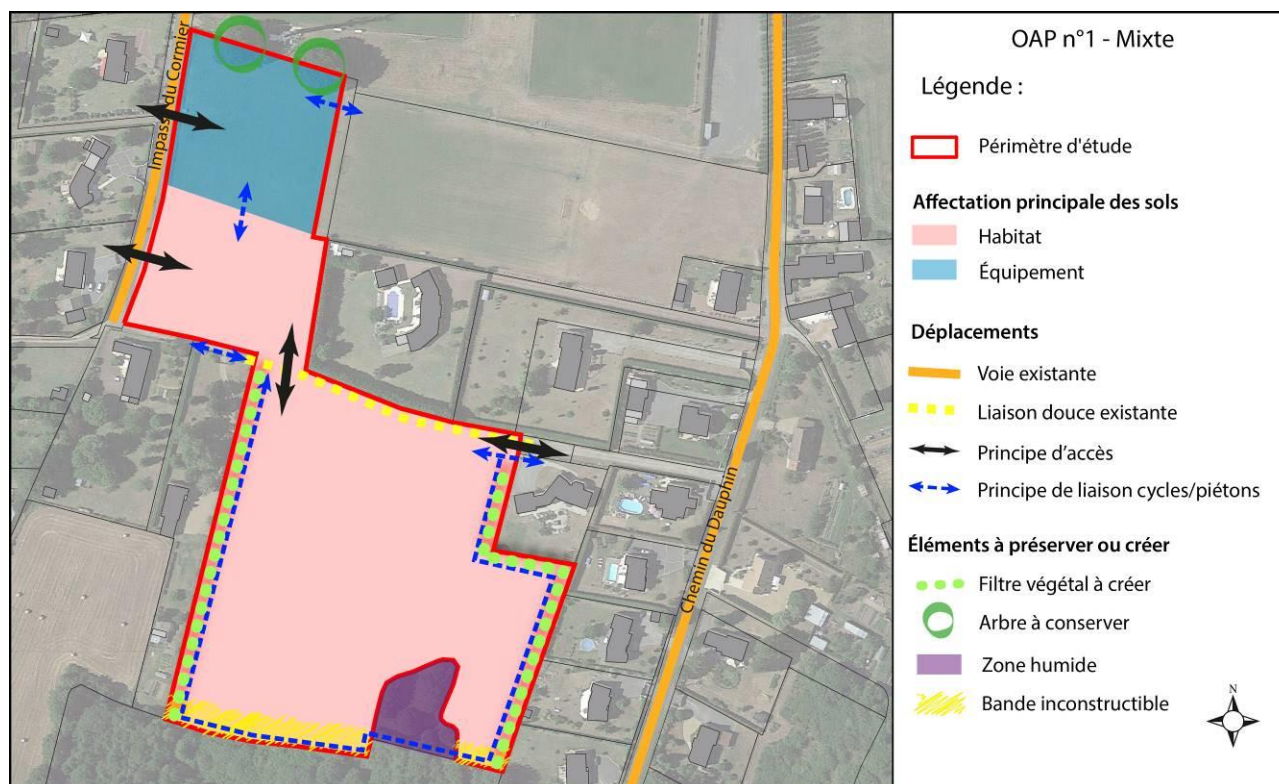 Impasse du Cormier
Chemin du Dauphin
OAP n°1 - Mixte
Légende :
Périmètre d'étude
Affectation principale des sols
Habitat
Équipement
Déplacements
Voie existante
Liaison douce existante
Principe d'accès
Principe de liaison cycles/piétons
Éléments à préserver ou créer
Filtre végétal à créer
Arbre à conserver
Zone humide
Bande inconstructible
N